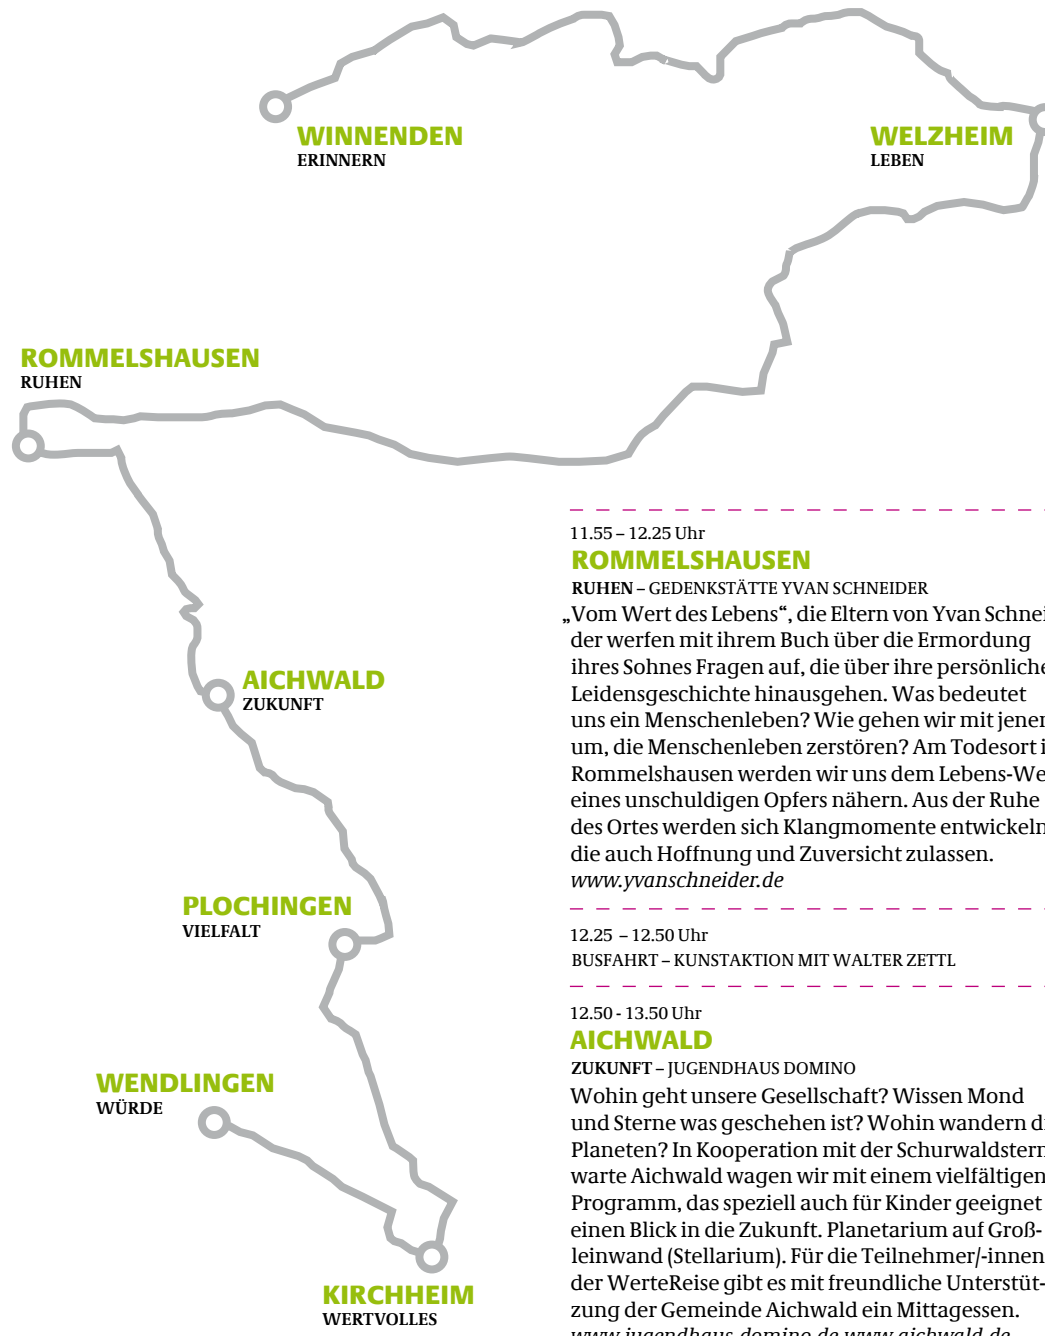 WINNENDEN
ERINNERN
WELZHEIM
LEBEN
ROMMELSHAUSEN
RUHEN
AICHWALD
ZUKUNFT
PLOCHINGEN
VIELFALT
WENDLINGEN
WÜRDE
KIRCHHEIM
WERTVOLLES
11.55 – 12.25 Uhr
ROMMELSHAUSEN
RUHEN – GEDENKSTÄTTE YVAN SCHNEIDER
„Vom Wert des Lebens“, die Eltern von Yvan Schnei
der werfen mit ihrem Buch über die Ermordung
ihres Sohnes Fragen auf, die über ihre persönliche
Leidensgeschichte hinausgehen. Was bedeutet
uns ein Menschenleben? Wie gehen wir mit jenen
um, die Menschenleben zerstören? Am Todesort
Rommelshausen werden wir uns dem Lebens-We
eines unschuldigen Opfers nähern. Aus der Ruhe
des Ortes werden sich Klangmomente entwickeln
die auch Hoffnung und Zuversicht zulassen.
www.yvanschneider.de
12.25 – 12.50 Uhr
BUSFAHRT – KUNSTAKTION MIT WALTER ZETTL
12.50 - 13.50 Uhr
AICHWALD
ZUKUNFT – JUGENDHAUS DOMINO
Wohin geht unsere Gesellschaft? Wissen Mond
und Sterne was geschehen ist? Wohin wandern
Planeten? In Kooperation mit der Schurwaldstern
warte Aichwald wagen wir mit einem vielfältigen
Programm, das speziell auch für Kinder geeignet
einen Blick in die Zukunft. Planetarium auf Groß-
leinwand (Stellarium). Für die Teilnehmer/-innen
der WerteReise gibt es mit freundliche Unterstüt-
zung der Gemeinde Aichwald ein Mittagessen.
www.jugendhaus-domino.de www.aichwald.de